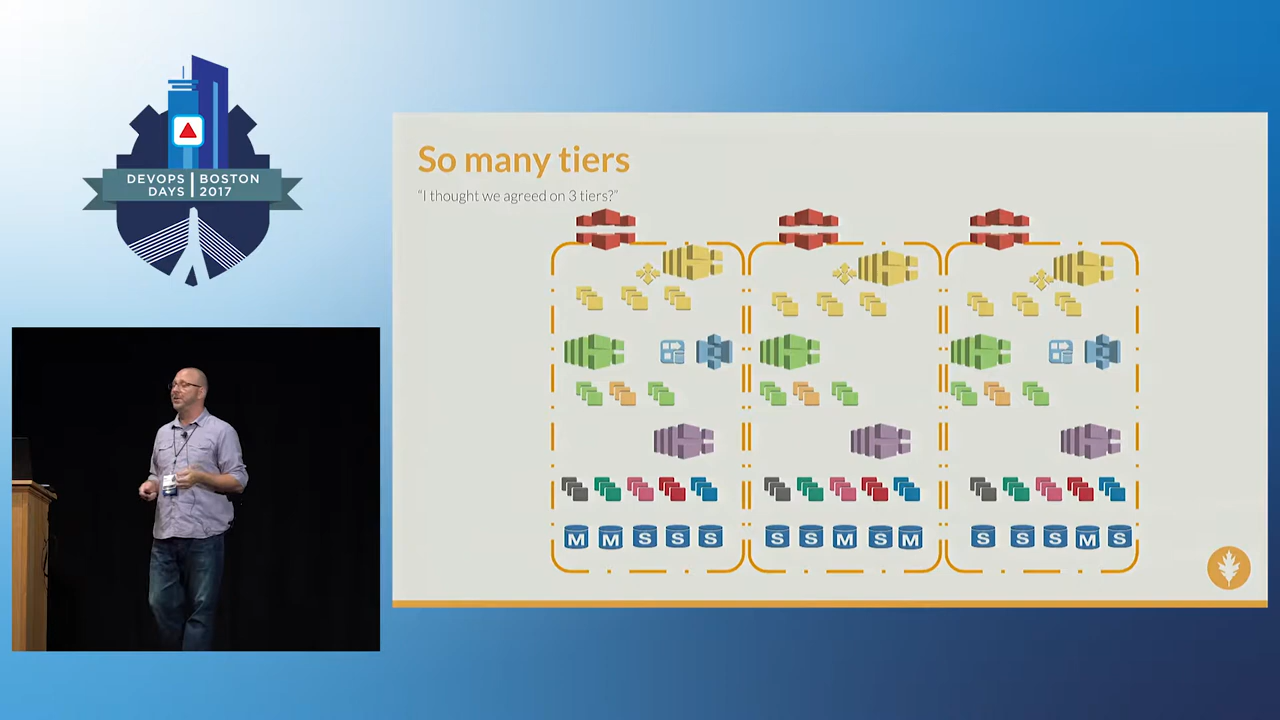 DEVOPS BOSTON
DAYS 2017
So many tiers
"I thought we agreed on 3 tiers?"
M M S S S S S M S M S S S M S